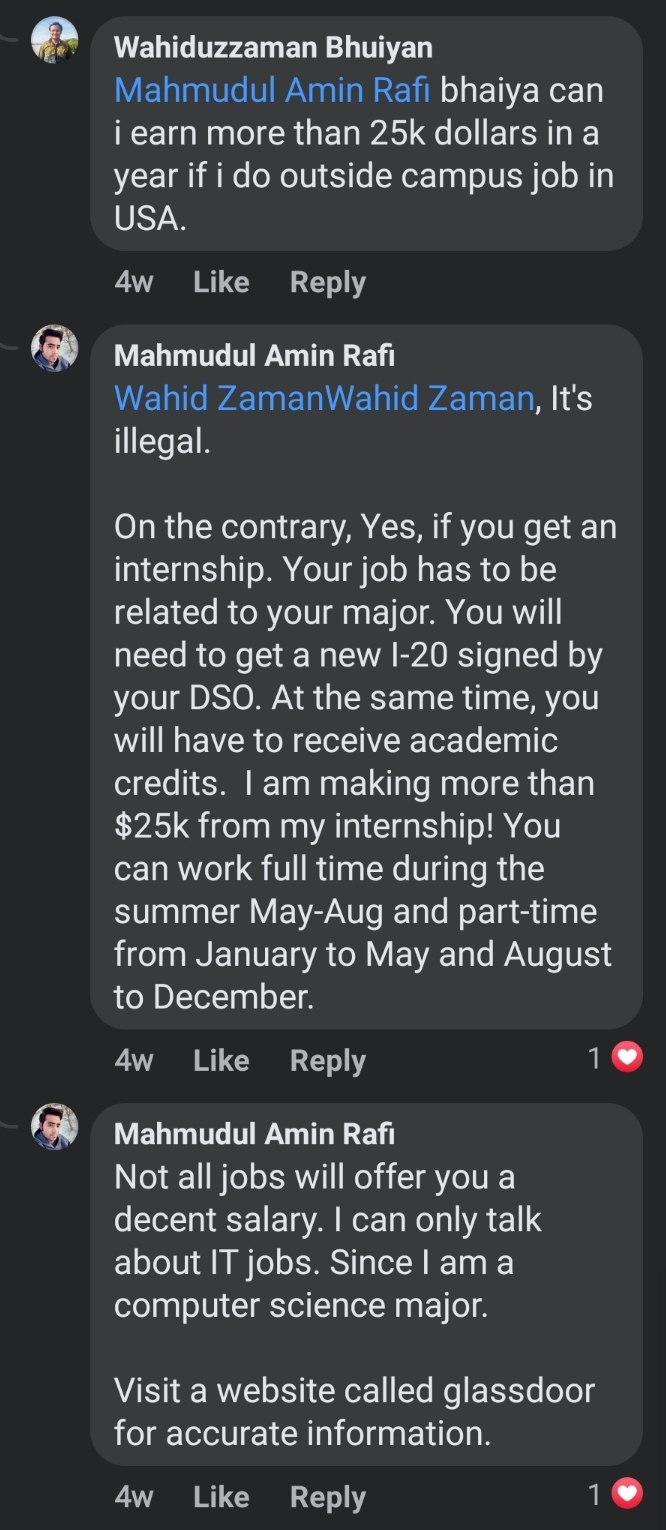 Wahiduzzaman Bhuiyan
Mahmudul Amin Rafi bhaiya can
i earn more than 25k dollars in a
year if i do outside campus job in
USA.
4w Like Reply
Mahmudul Amin Rafi
Wahid ZamanWahid Zaman, It's
illegal.
On the contrary, Yes, if you get an
internship. Your job has to be
related to your major. You will
need to get a new I-20 signed by
your DSO. At the same time, you
will have to receive academic
credits.  I am making more than
$25k from my internship! You
can work full time during the
summer May-Aug and part-time
from January to May and August
to December.
4w Like Reply 1
Mahmudul Amin Rafi
Not all jobs will offer you a
decent salary. I can only talk
about IT jobs. Since I am a
computer science major.
Visit a website called glassdoor
for accurate information.
4w Like Reply 1